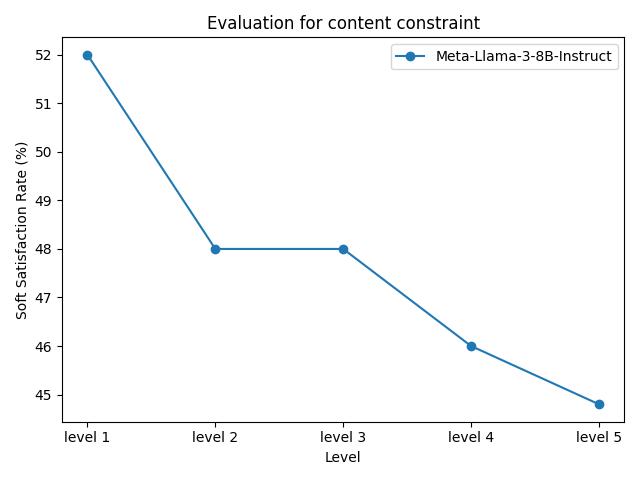 Evaluation for content constraint
Meta-Llama-3-8B-Instruct
Soft Satisfaction Rate (%)
52
51
50
49
48
47
46
45
level 1 level 2 level 3 level 4 level 5
Level